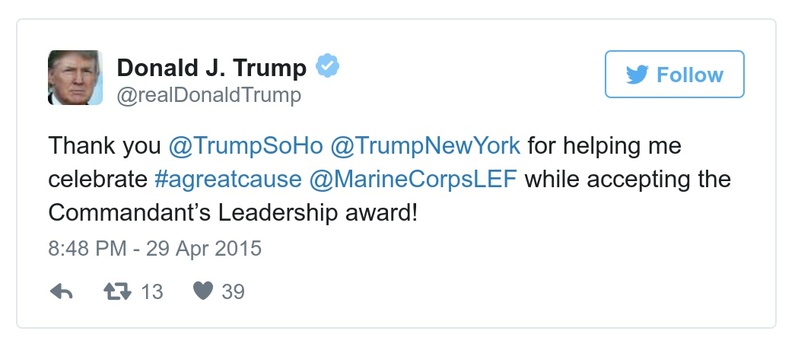 Donald J. Trump
@realDonaldTrump
Follow
Thank you @TrumpSoHo @TrumpNewYork for helping me
celebrate #agreatcause @MarineCorpsLEF while accepting the
Commandant’s Leadership award!
8:48 PM - 29 Apr 2015
13 39